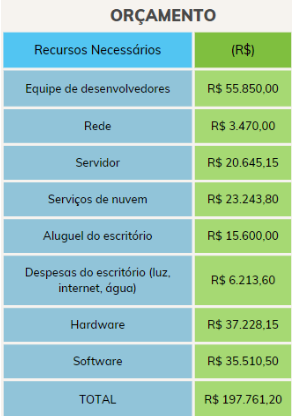 ORÇAMENTO
Recursos Necessários (R$)
Equipe de desenvolvedores R$ 55.850,00
Rede R$ 3.470,00
Servidor R$ 20.645,15
Serviços de nuvem R$ 23.243,80
Aluguel do escritório R$ 15.600,00
Despesas do escritório (luz,
internet, água) R$ 6.213,60
Hardware R$ 37.228,15
Software R$ 35.510,50
TOTAL R$ 197.761,20